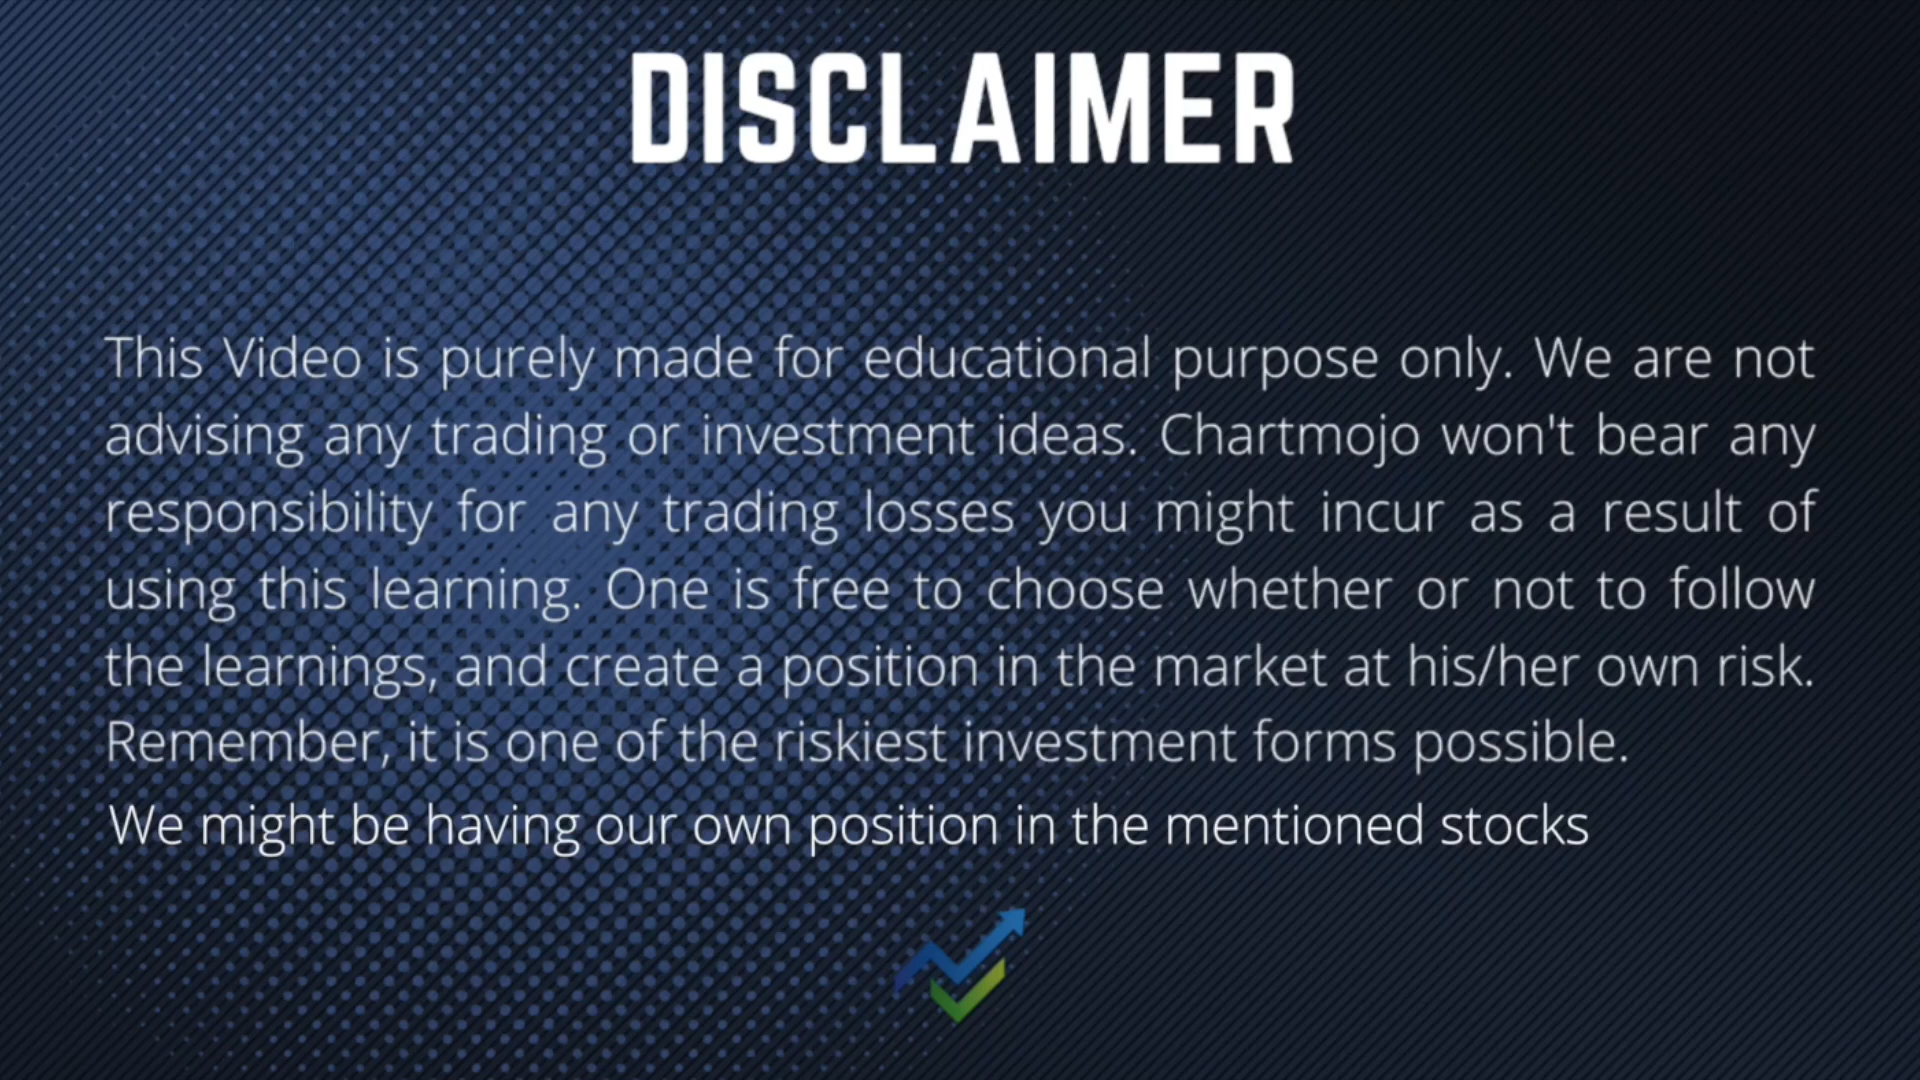 DISCLAIMER
This Video is purely made for educational purpose only. We are not
advising any trading or investment ideas. Chartmojo won't bear any
responsibility for any trading losses you might incur as a result of
using this learning. One is free to choose whether or not to follow
the learnings, and create a position in the market at his/her own risk.
Remember, it is one of the riskiest investment forms possible.
We might be having our own position in the mentioned stocks